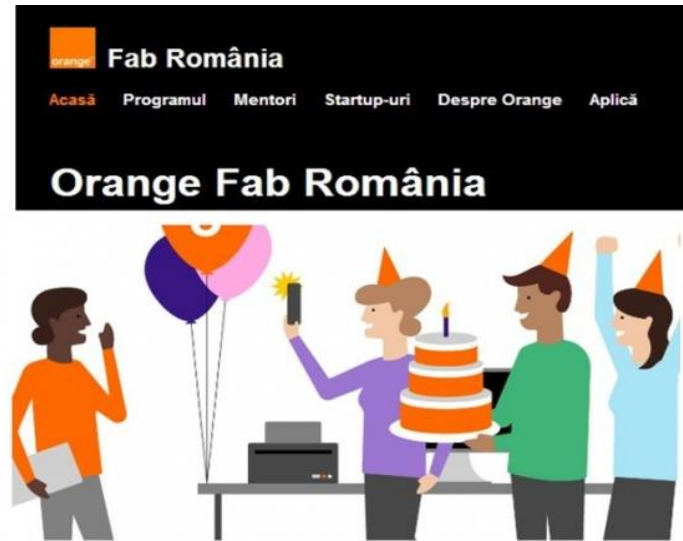 orange
Fab România
Acasă Programul Mentori Startup-uri Despre Orange Aplică
Orange Fab România